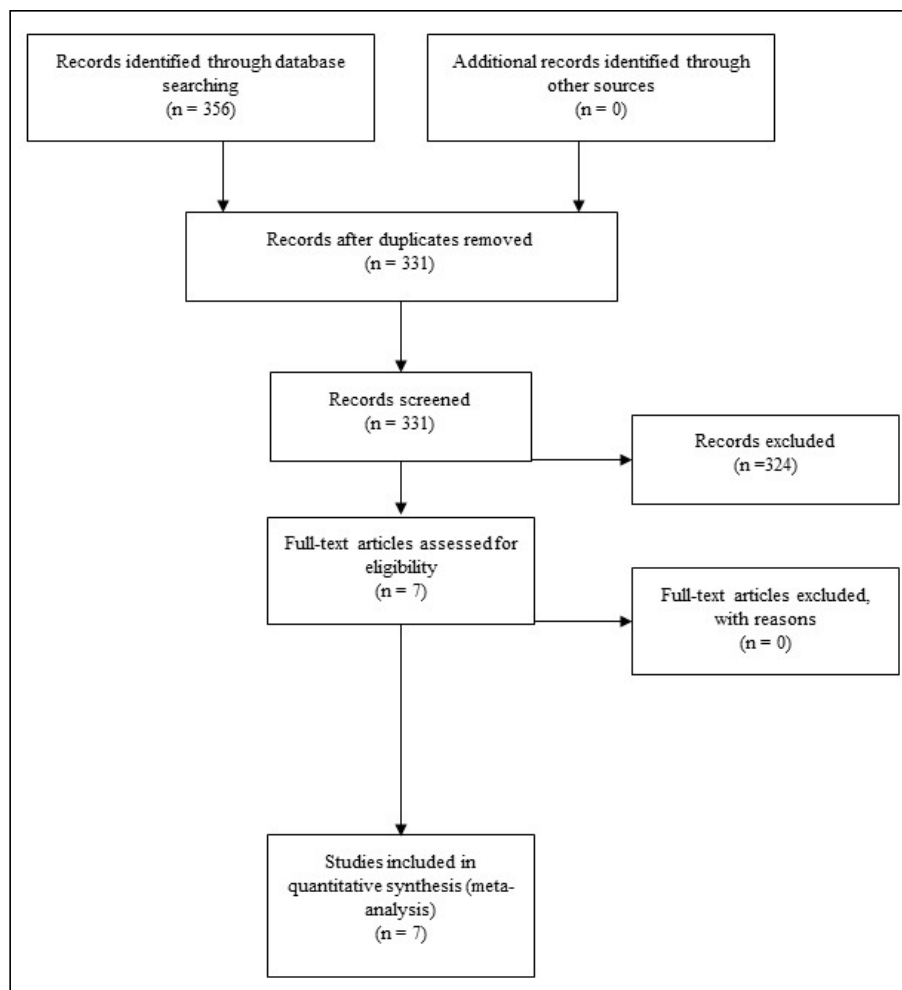 Records identified through database
searching
(n = 356)
Additional records identified through
other sources
(n = 0)
Records after duplicates removed
(n = 331)
Records screened
(n = 331)
Records excluded
(n =324)
Full-text articles assessed for
eligibility
(n = 7)
Full-text articles excluded,
with reasons
(n = 0)
Studies included in
quantitative synthesis (meta-
analysis)
(n = 7)